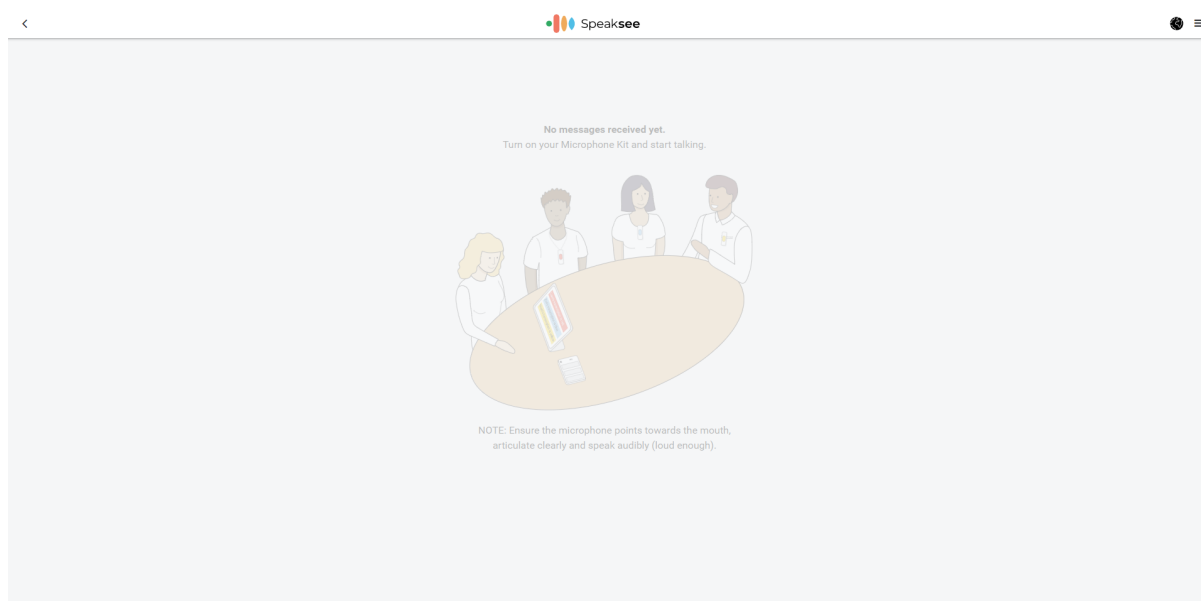 Speaksee
No messages received yet.
Turn on your Microphone Kit and start talking.
NOTE: Ensure the microphone points towards the mouth,
articulate clearly and speak audibly (loud enough).